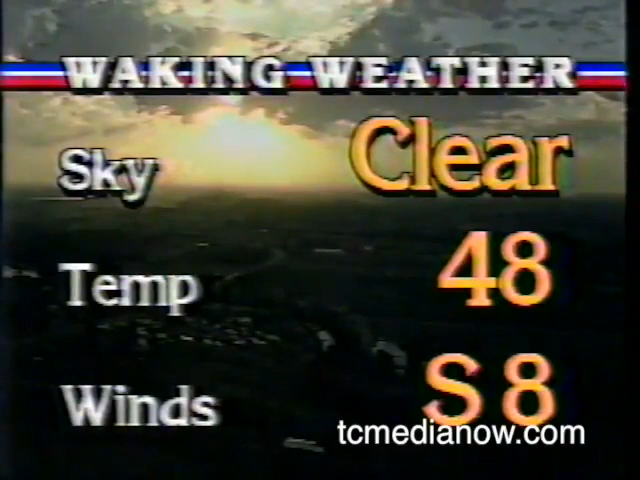 WAKING WEATHER
Sky Clear
Temp 48
Winds S 8
tcmedianow.com